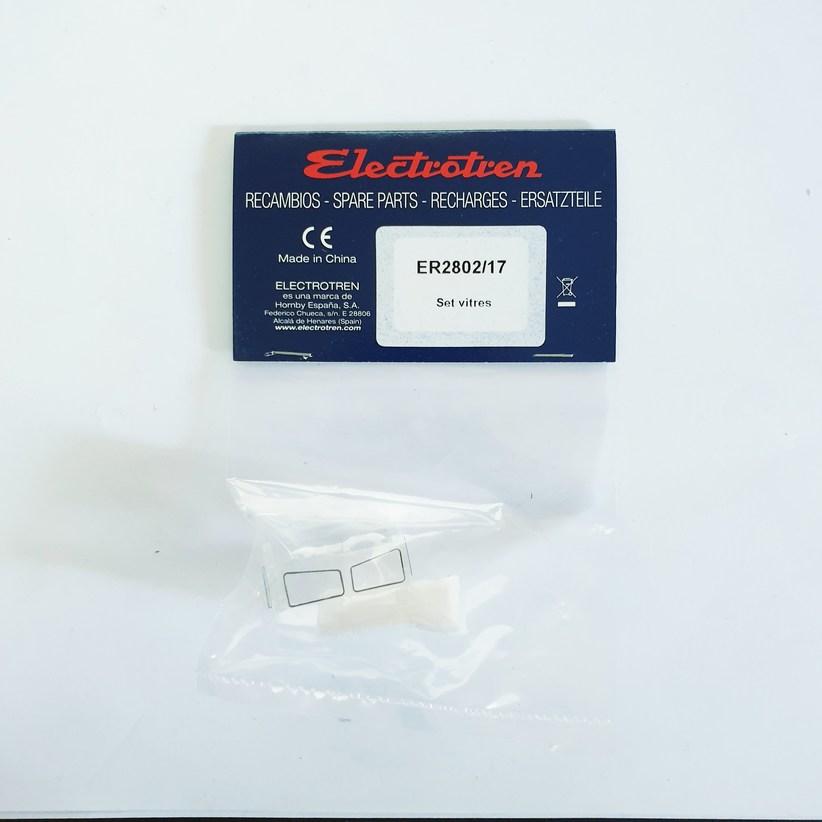 Electrotren
RECAMBIOS - SPARE PARTS - RECHARGES - ERSATZTEILE
CE
Made in China
ER2802/17
Set vitres
ELECTROTREN
es una marca de
Hornby España, S.A.
Federico Chueca, s/n. E 28806
Alcalá de Henares (Spain)
www.electrotren.com